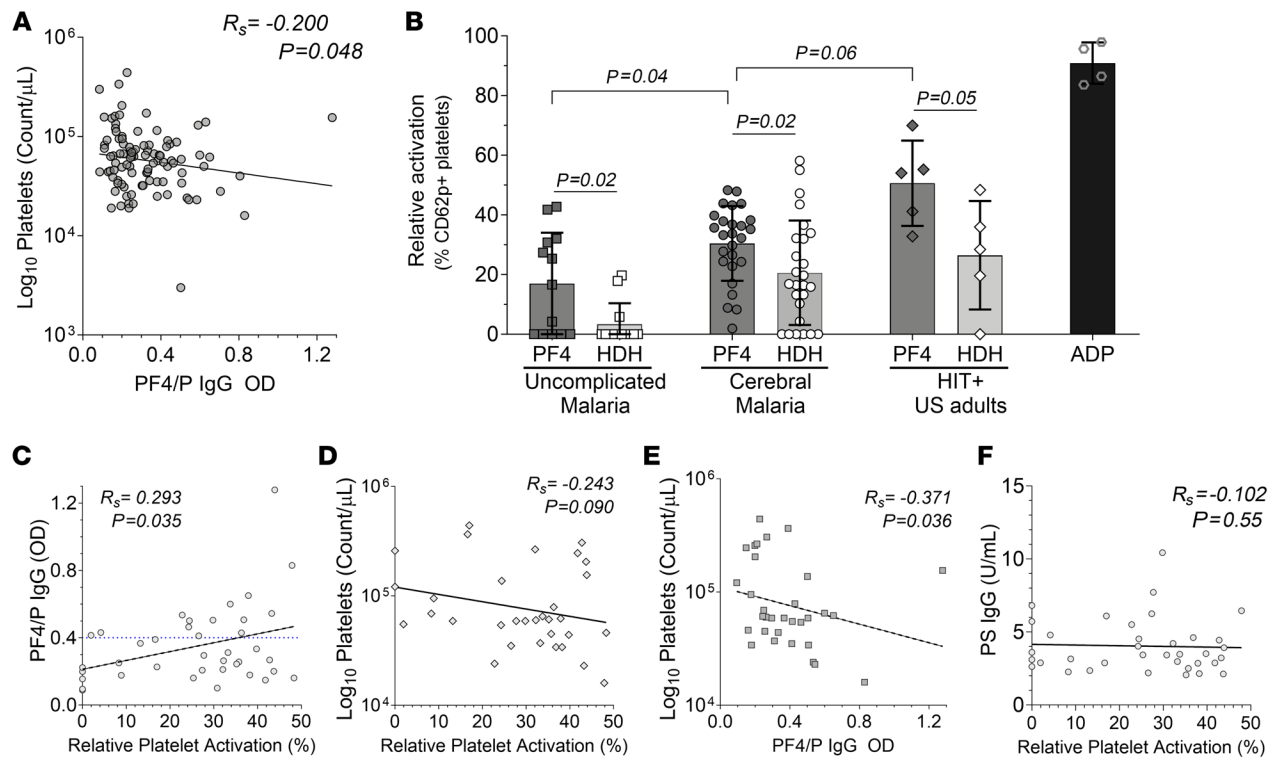 A
Rs= -0.200
P=0.048
Log10 Platelets (Count/μL)
10^6
10^5
10^4
10^3
0.0 0.4 0.8 1.2
PF4/P IgG OD
B
Relative activation
(% CD62p+ platelets)
100
80
60
40
20
0
P=0.04
P=0.06
P=0.02
P=0.02
P=0.05
PF4 HDH PF4 HDH PF4 HDH ADP
Uncomplicated Cerebral HIT+
Malaria Malaria US adults
C
Rs= 0.293
P=0.035
PF4/P IgG (OD)
1.2
0.8
0.4
0.0
0 10 20 30 40 50
Relative Platelet Activation (%)
D
Rs= -0.243
P=0.090
Log10 Platelets (Count/μL)
10^6
10^5
10^4
0 10 20 30 40 50
Relative Platelet Activation (%)
E
Rs= -0.371
P=0.036
Log10 Platelets (Count/μL)
10^6
10^5
10^4
0.0 0.4 0.8 1.2
PF4/P IgG OD
F
Rs=-0.102
P=0.55
PS IgG (U/mL)
15
10
5
0
0 10 20 30 40 50
Relative Platelet Activation (%)